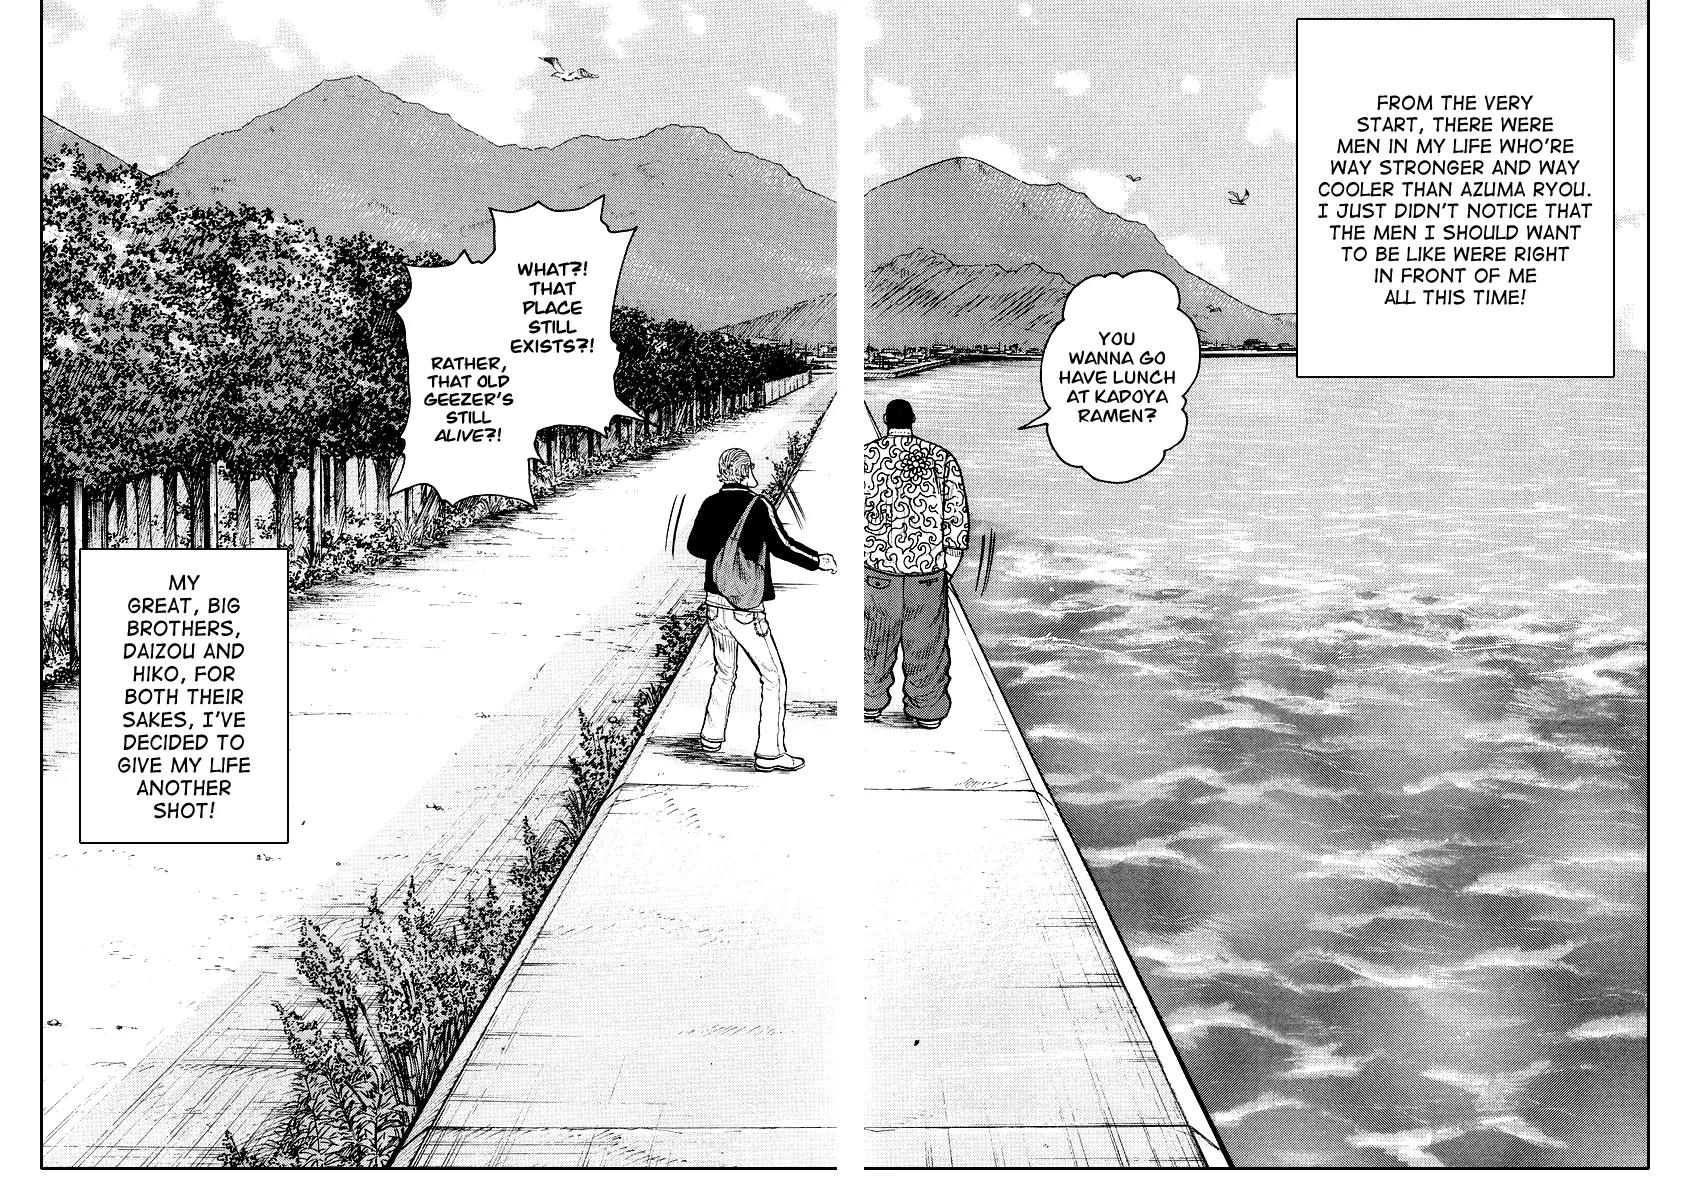 FROM THE VERY
START, THERE WERE
MEN IN MY LIFE WHO'RE
WAY STRONGER AND WAY
COOLER THAN AZUMA RYOU.
I JUST DIDN'T NOTICE THAT
THE MEN I SHOULD WANT
TO BE LIKE WERE RIGHT
IN FRONT OF ME
ALL THIS TIME!
YOU
WANNA GO
HAVE LUNCH
AT KADOYA
RAMEN?
WHAT?!
THAT
PLACE
STILL
EXISTS?!
RATHER,
THAT OLD
GEEZER'S
STILL
ALIVE?!
MY
GREAT, BIG
BROTHERS,
DAIZOU AND
HIKO, FOR
BOTH THEIR
SAKES, I'VE
DECIDED TO
GIVE MY LIFE
ANOTHER
SHOT!